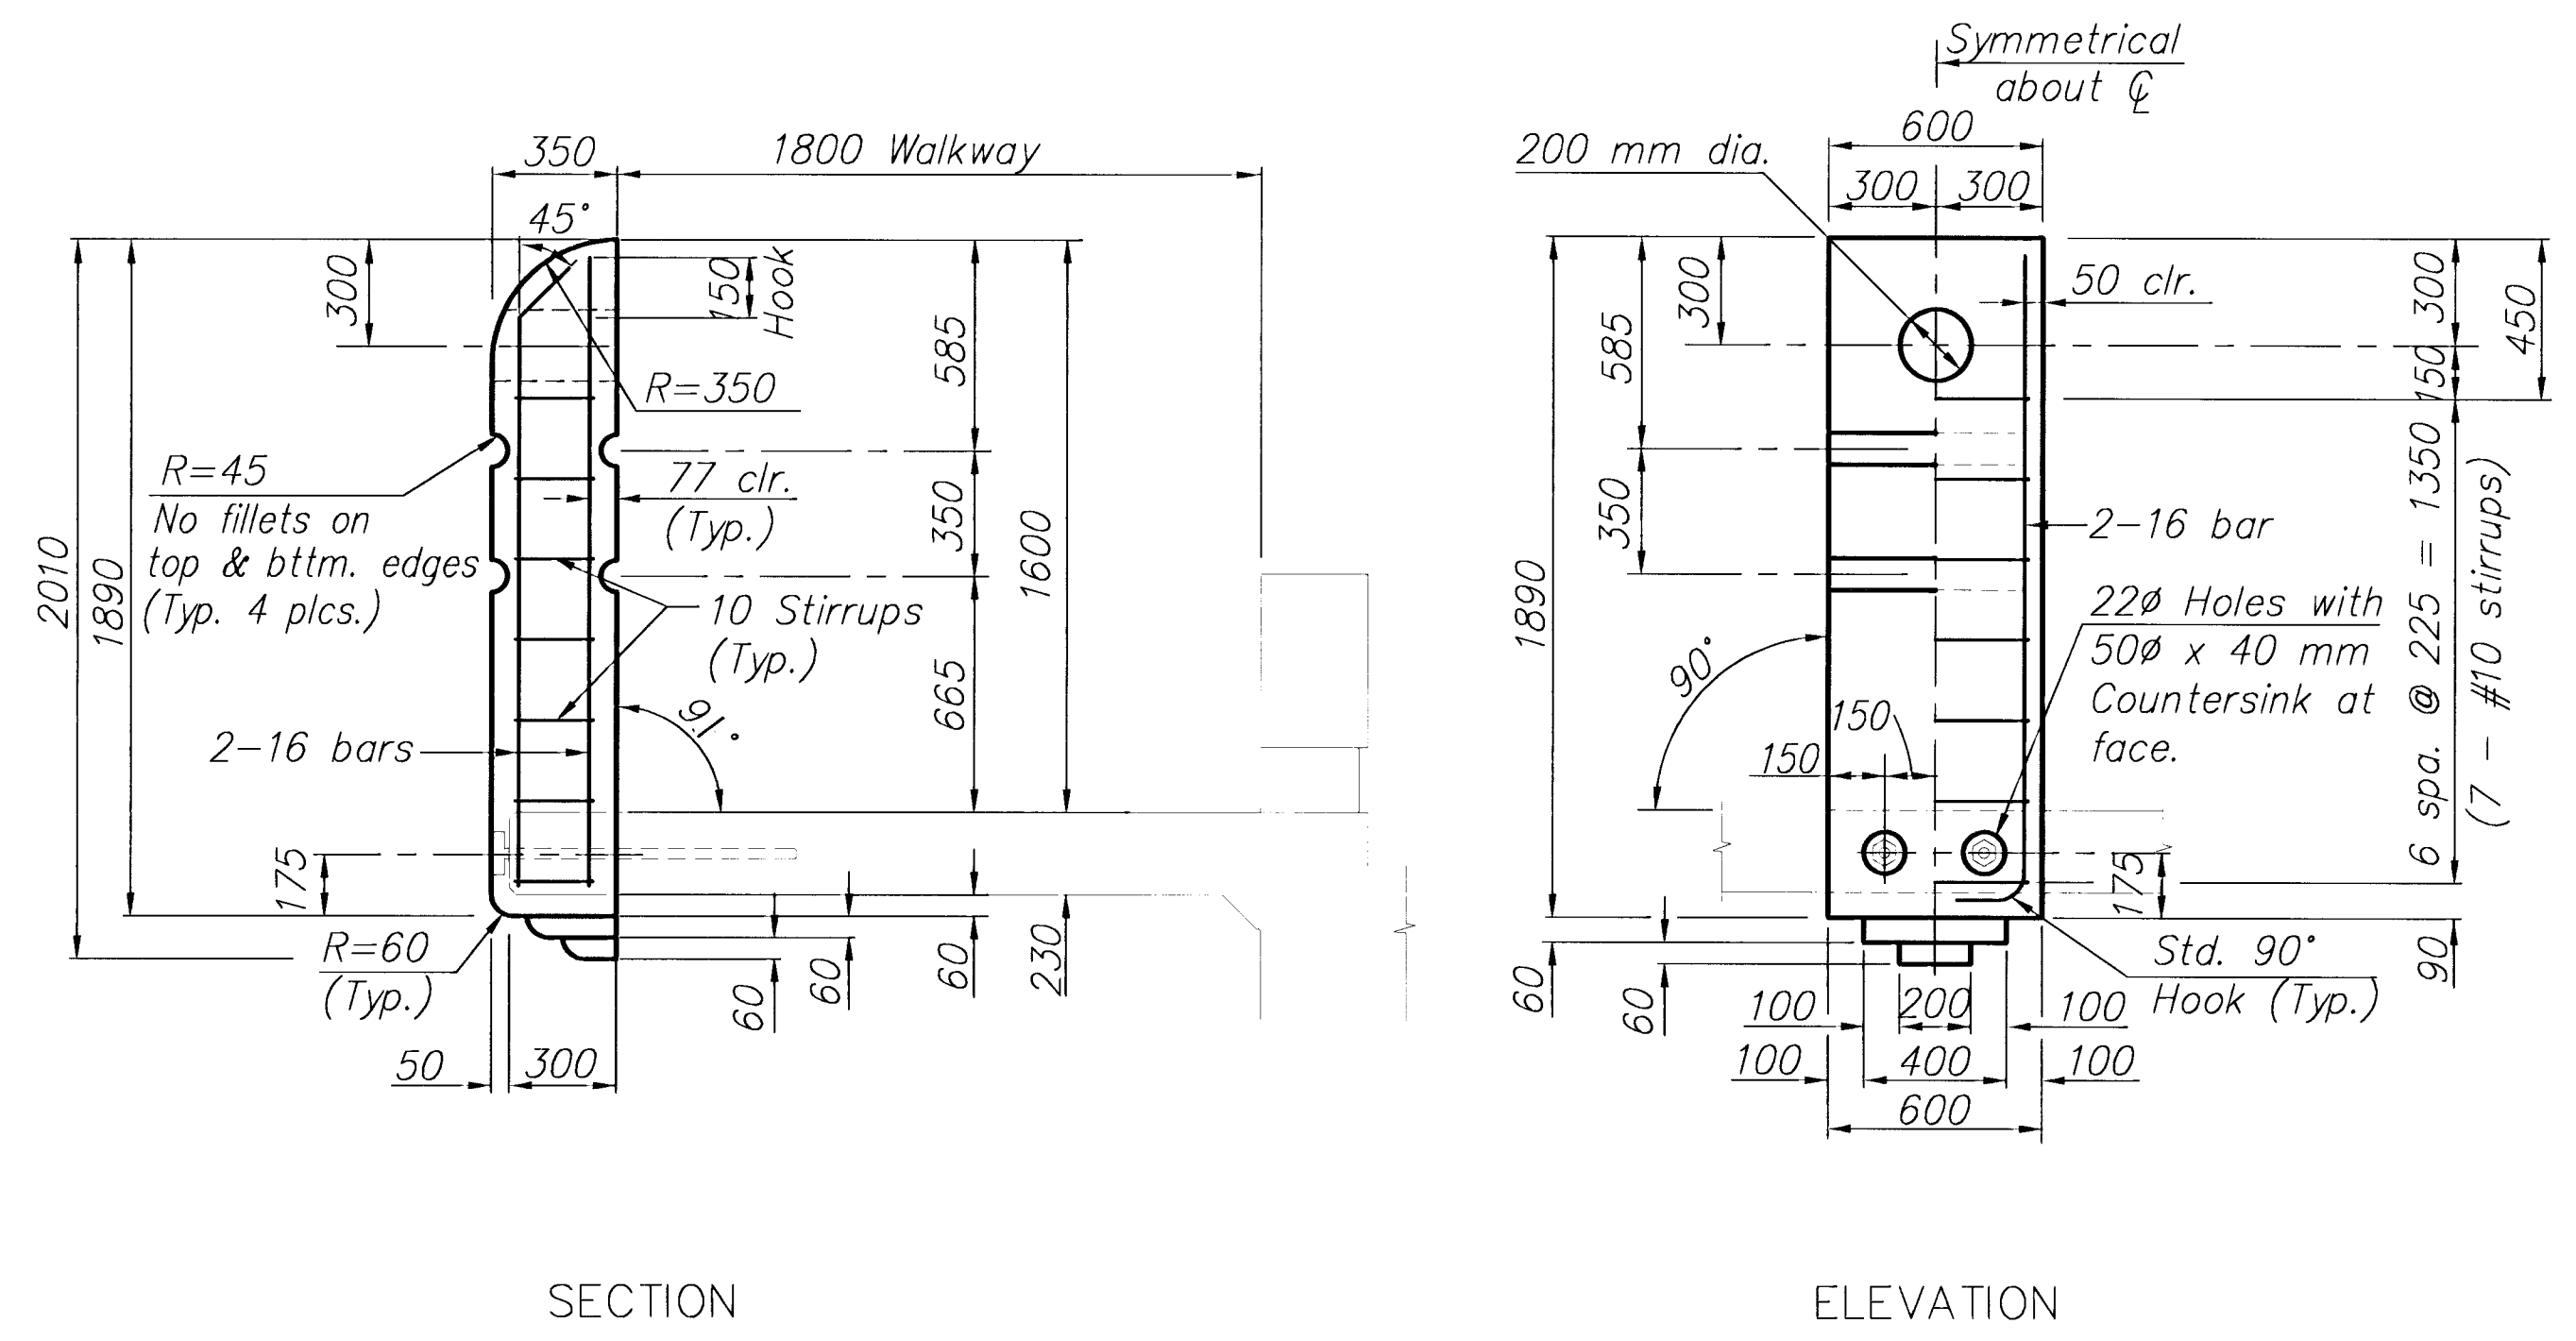 350
1800 Walkway
45°
300
150
Hook
585
R=350
R=45
No fillets on
top & bttm. edges
(Typ. 4 plcs.)
77 clr.
(Typ.)
350
1600
2010
1890
10 Stirrups
(Typ.)
665
91°
2-16 bars
175
R=60
(Typ.)
60
60
60
230
50
300
SECTION
Symmetrical
about ℄
600
200 mm dia.
300
300
585
300
50 clr.
300
450
150
350
1890
2-16 bar
22ø Holes with
50ø x 40 mm
Countersink at
face.
6 spa. @ 225 = 1350
(7 - #10 stirrups)
90°
150
150
175
Std. 90°
Hook (Typ.)
90
60
60
100
200
100
100
400
100
600
ELEVATION